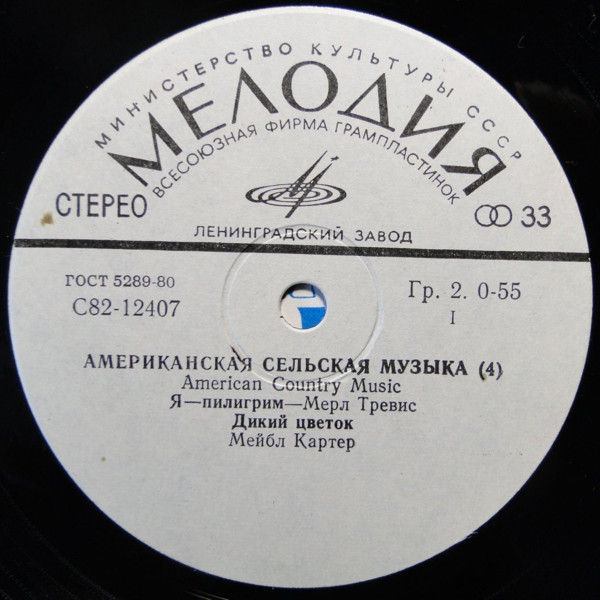 МИНИСТЕРСТВО КУЛЬТУРЫ СССР
МЕЛОДИЯ
ВСЕСОЮЗНАЯ ФИРМА ГРАМПЛАСТИНОК
СТЕРЕО
33
ЛЕНИНГРАДСКИЙ ЗАВОД
ГОСТ 5289-80
С82-12407
Гр. 2. 0-55
I
АМЕРИКАНСКАЯ СЕЛЬСКАЯ МУЗЫКА (4)
American Country Music
Я—пилигрим—Мерл Тревис
Дикий цветок
Мейбл Картер